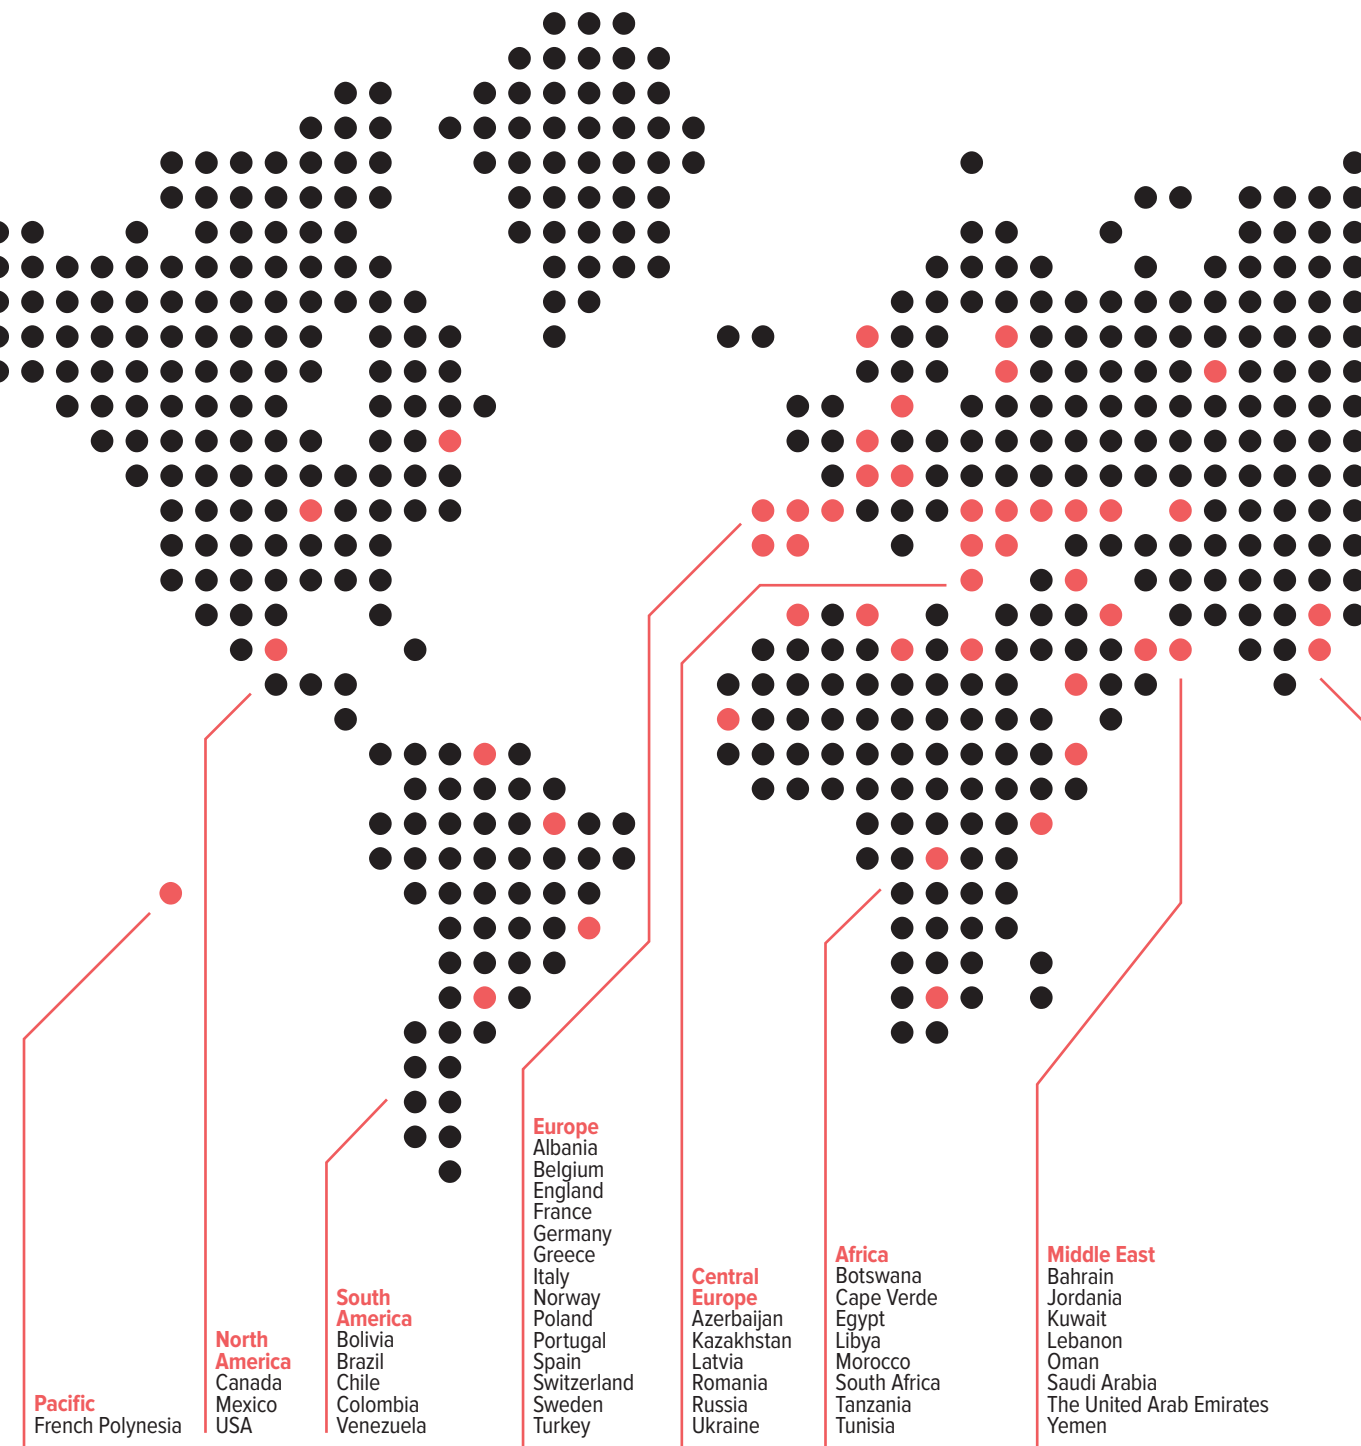 Pacific
French Polynesia
North
America
Canada
Mexico
USA
South
America
Bolivia
Brazil
Chile
Colombia
Venezuela
Europe
Albania
Belgium
England
France
Germany
Greece
Italy
Norway
Poland
Portugal
Spain
Switzerland
Sweden
Turkey
Central
Europe
Azerbaijan
Kazakhstan
Latvia
Romania
Russia
Ukraine
Africa
Botswana
Cape Verde
Egypt
Libya
Morocco
South Africa
Tanzania
Tunisia
Middle East
Bahrain
Jordania
Kuwait
Lebanon
Oman
Saudi Arabia
The United Arab Emirates
Yemen